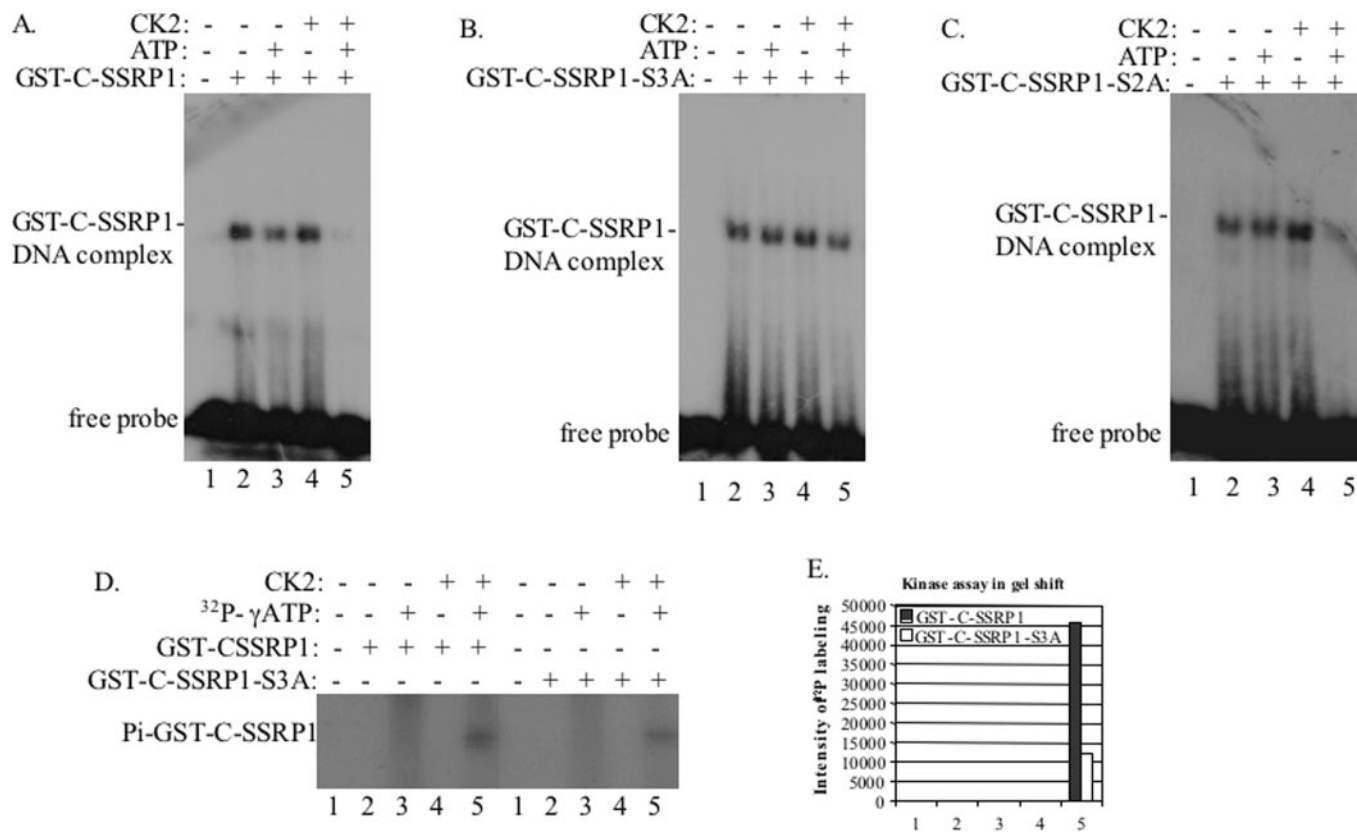 A.
CK2: - - - + +
ATP: - - + - +
GST-C-SSRP1: - + + + +
GST-C-SSRP1-
DNA complex
free probe
1 2 3 4 5
B.
CK2: - - - + +
ATP: - - + - +
GST-C-SSRP1-S3A: - + + + +
GST-C-SSRP1-
DNA complex
free probe
1 2 3 4 5
C.
CK2: - - - + +
ATP: - - + - +
GST-C-SSRP1-S2A: - + + + +
GST-C-SSRP1-
DNA complex
free probe
1 2 3 4 5
D.
CK2: - - - + + - - - + +
³²P-γATP: - - + - + - - + - +
GST-CSSRP1: - + + + + - - - - -
GST-C-SSRP1-S3A: - - - - - - + + + +
Pi-GST-C-SSRP1
1 2 3 4 5 1 2 3 4 5
E.
Kinase assay in gel shift
Intensity of ³²P labeling
50000
45000
40000
35000
30000
25000
20000
15000
10000
5000
0
GST-C-SSRP1
GST-C-SSRP1-S3A
1 2 3 4 5